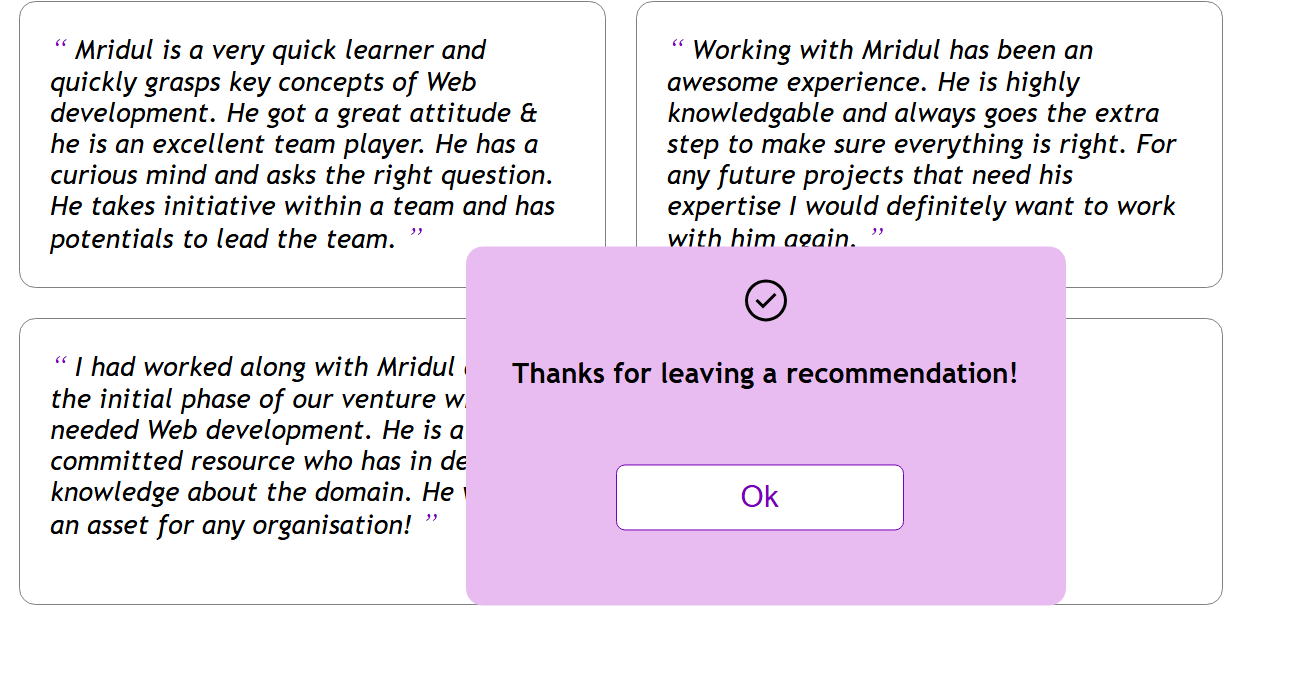 “ Mridul is a very quick learner and
quickly grasps key concepts of Web
development. He got a great attitude &
he is an excellent team player. He has a
curious mind and asks the right question.
He takes initiative within a team and has
potentials to lead the team. ”
“ Working with Mridul has been an
awesome experience. He is highly
knowledgable and always goes the extra
step to make sure everything is right. For
any future projects that need his
expertise I would definitely want to work
with him again. ”
“ I had worked along with Mridul
the initial phase of our venture
needed Web development. He is a
committed resource who has in
knowledge about the domain. He
an asset for any organisation! ”
Thanks for leaving a recommendation!
Ok